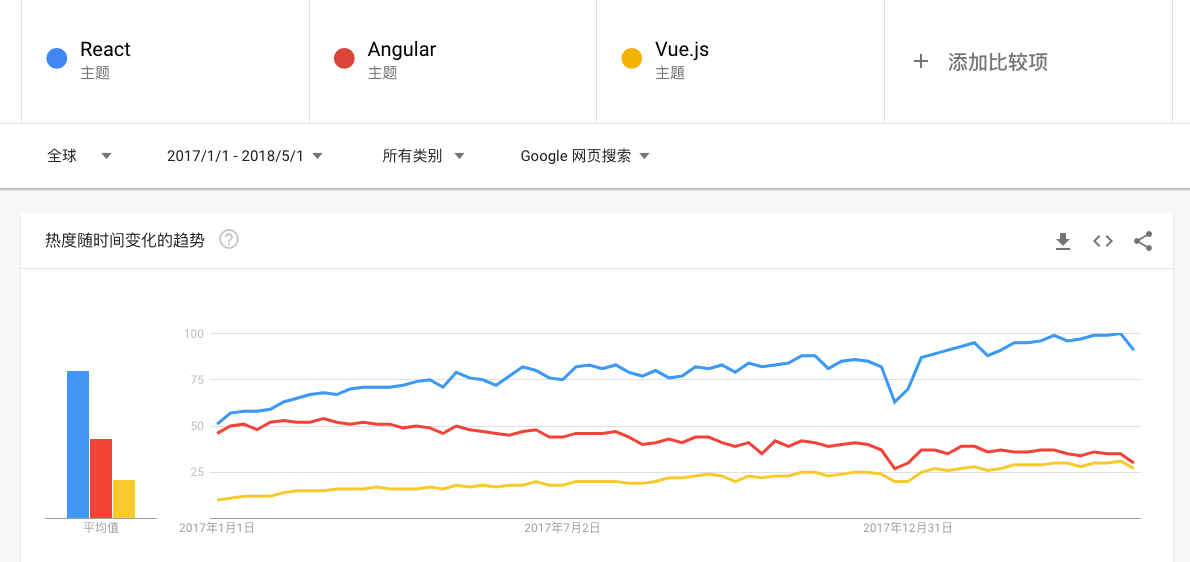 React
主题
Angular
主题
Vue.js
主題
+ 添加比较项
全球
2017/1/1 - 2018/5/1
所有类别
Google 网页搜索
热度随时间变化的趋势 ?
100
75
50
25
平均值
2017年1月1日
2017年7月2日
2017年12月31日